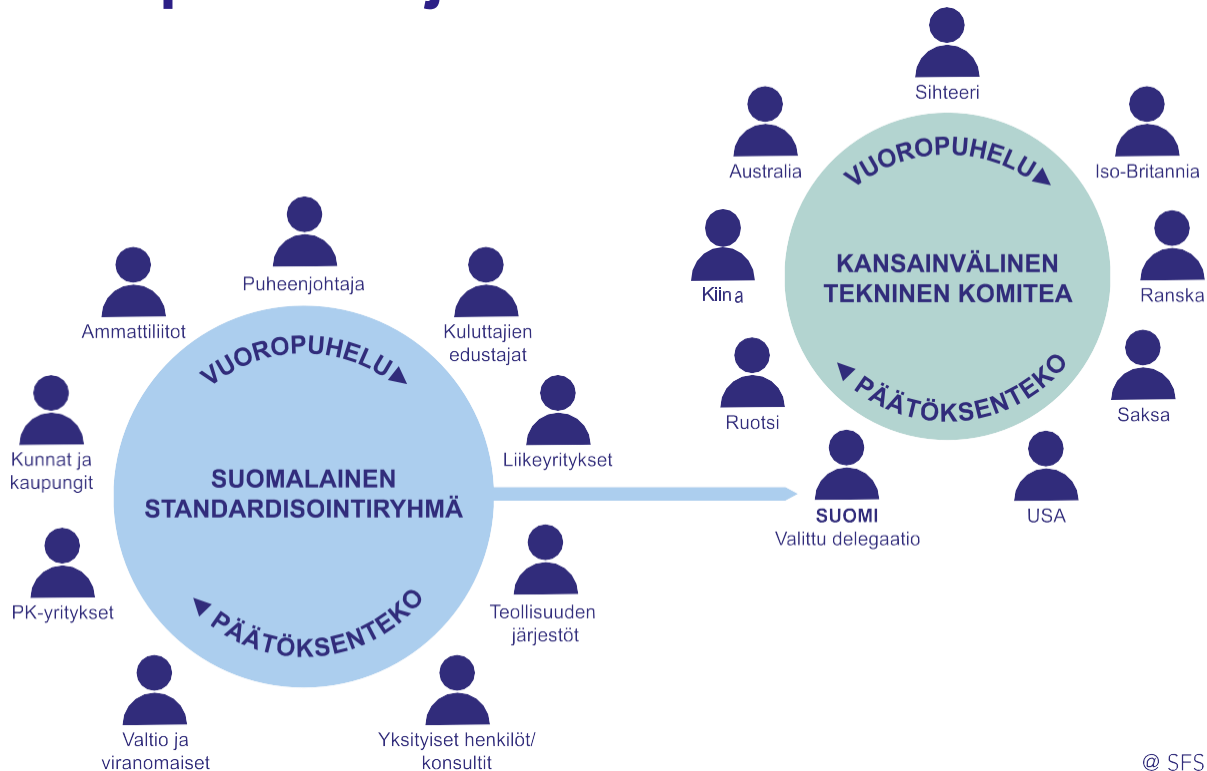 Sihteeri
Australia
Iso-Britannia
VUOROPUHELU
Kiina
KANSAINVÄLINEN
TEKNINEN KOMITEA
Ranska
Ruotsi
PÄÄTÖKSENTEKO
Saksa
SUOMI
Valittu delegaatio
USA
Puheenjohtaja
Ammattiliitot
Kuluttajien
edustajat
VUOROPUHELU
Kunnat ja
kaupungit
Liikeyritykset
SUOMALAINEN
STANDARDISOINTIRYHMÄ
PK-yritykset
Teollisuuden
järjestöt
PÄÄTÖKSENTEKO
Valtio ja
viranomaiset
Yksityiset henkilöt/
konsultit
@ SFS